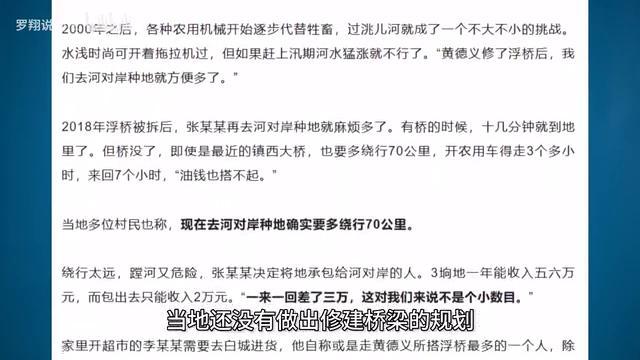 罗翔说
2000年之后，各种农用机械开始逐步代替牲畜，过洮儿河就成了一个不大不小的挑战。
水浅时尚可开着拖拉机过，但如果赶上汛期河水猛涨就不行了。“黄德义修了浮桥后，我
们去河对岸种地就方便多了。”
2018年浮桥被拆后，张某某再去河对岸种地就麻烦多了。有桥的时候，十几分钟就到地
里了。但桥没了，即使是最近的镇西大桥，也要多绕行70公里，开农用车得走3个多小
时，来回7个小时，“油钱也搭不起。”
当地多位村民也称，现在去河对岸种地确实要多绕行70公里。
绕行太远，蹚河又危险，张某某决定将地承包给河对岸的人。3垧地一年能收入五六万
元，而包出去只能收入2万元。“一来一回差了三万，这对我们来说不是个小数目。”
当地还没有做出修建桥梁的规划
家里开超市的李某某需要去白城进货，他自称或是走黄德义所搭浮桥最多的一个人，除